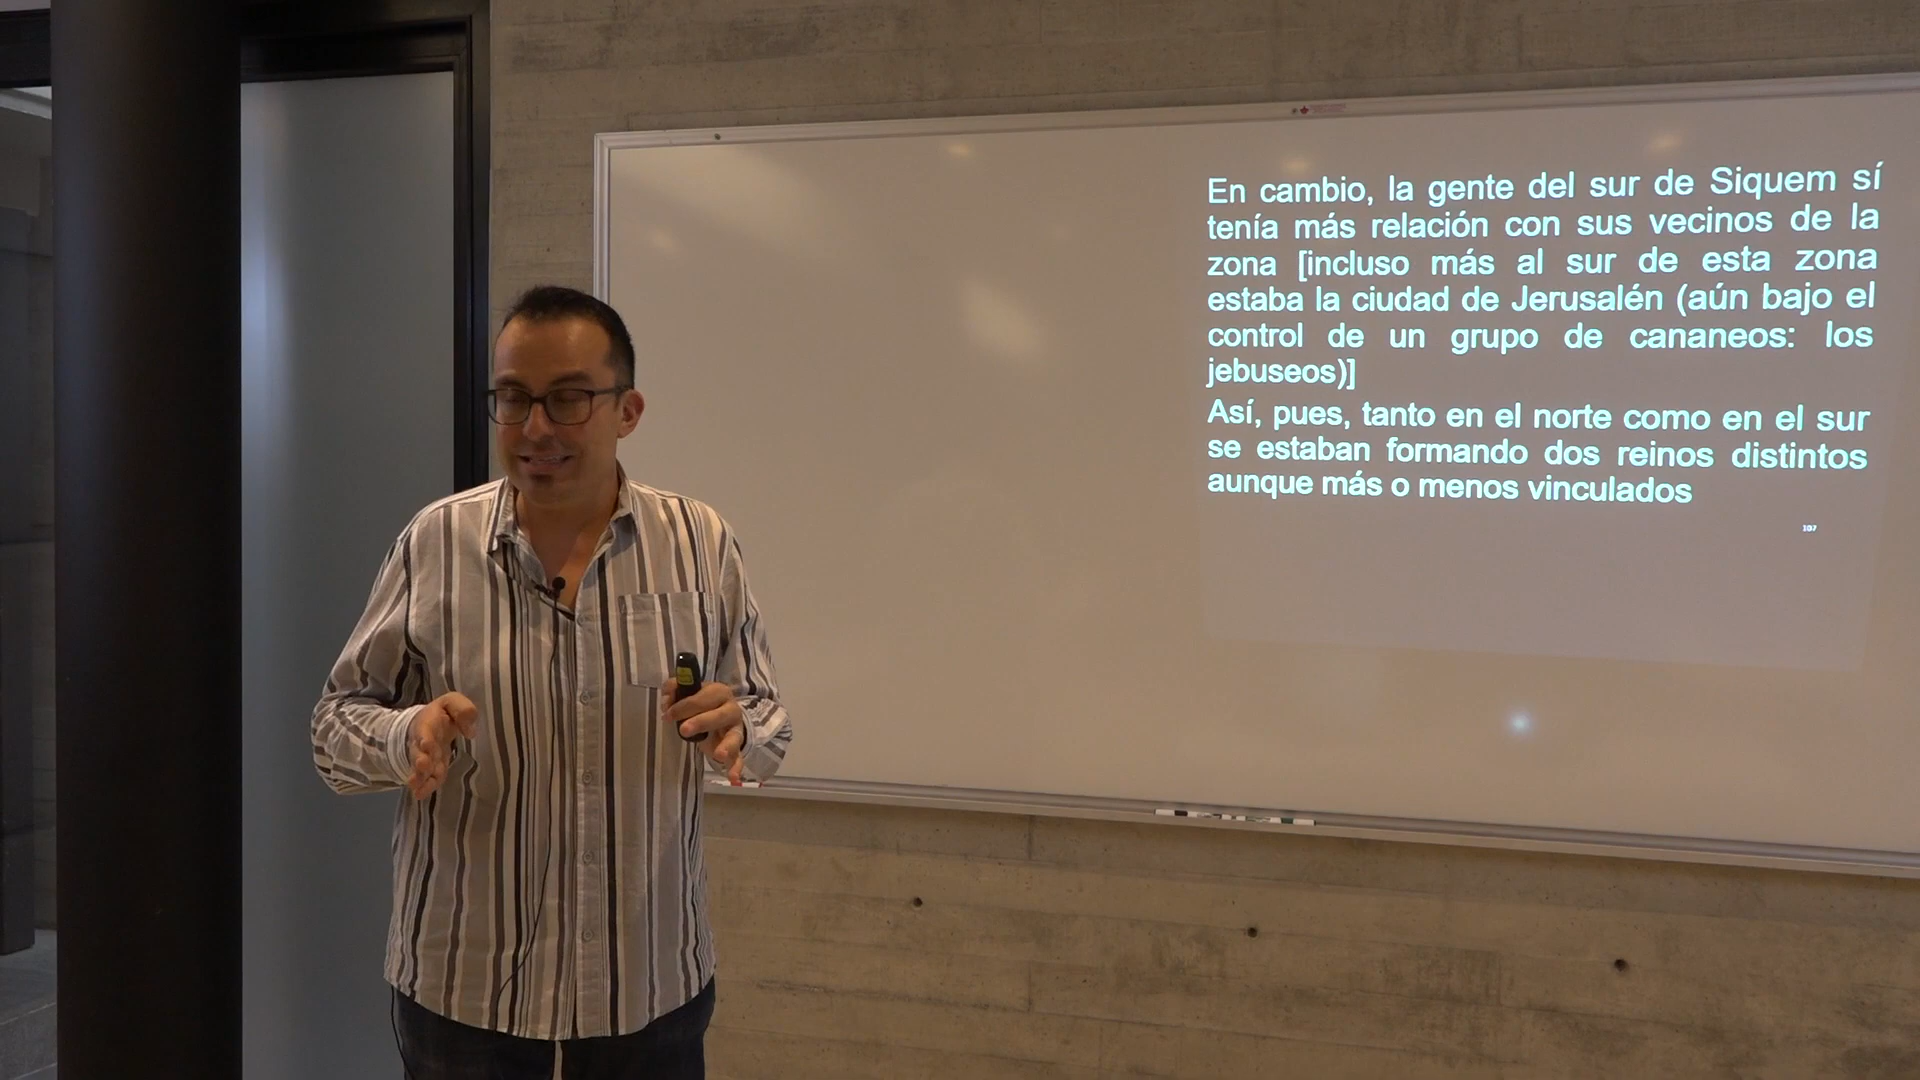 En cambio, la gente del sur de Siquem sí
tenía más relación con sus vecinos de la
zona [incluso más al sur de esta zona
estaba la ciudad de Jerusalén (aún bajo el
control de un grupo de cananeos: los
jebuseos)]
Así, pues, tanto en el norte como en el sur
se estaban formando dos reinos distintos
aunque más o menos vinculados
107